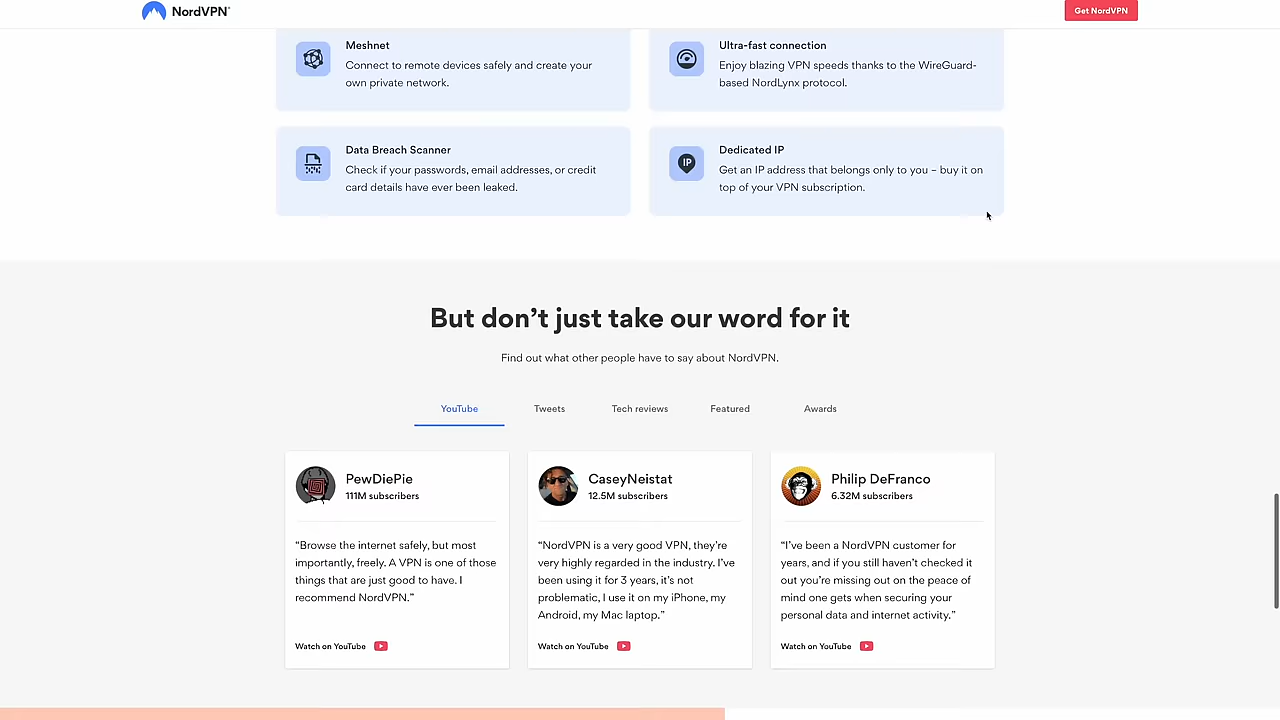 NordVPN®
Get NordVPN
Meshnet
Connect to remote devices safely and create your
own private network.
Ultra-fast connection
Enjoy blazing VPN speeds thanks to the WireGuard-
based NordLynx protocol.
Data Breach Scanner
Check if your passwords, email addresses, or credit
card details have ever been leaked.
Dedicated IP
IP
Get an IP address that belongs only to you – buy it on
top of your VPN subscription.
But don’t just take our word for it
Find out what other people have to say about NordVPN.
YouTube
Tweets
Tech reviews
Featured
Awards
PewDiePie
111M subscribers
“Browse the internet safely, but most
importantly, freely. A VPN is one of those
things that are just good to have. I
recommend NordVPN.”
Watch on YouTube
CaseyNeistat
12.5M subscribers
“NordVPN is a very good VPN, they’re
very highly regarded in the industry. I’ve
been using it for 3 years, it’s not
problematic, I use it on my iPhone, my
Android, my Mac laptop.”
Watch on YouTube
Philip DeFranco
6.32M subscribers
“I’ve been a NordVPN customer for
years, and if you still haven’t checked it
out you’re missing out on the peace of
mind one gets when securing your
personal data and internet activity.”
Watch on YouTube